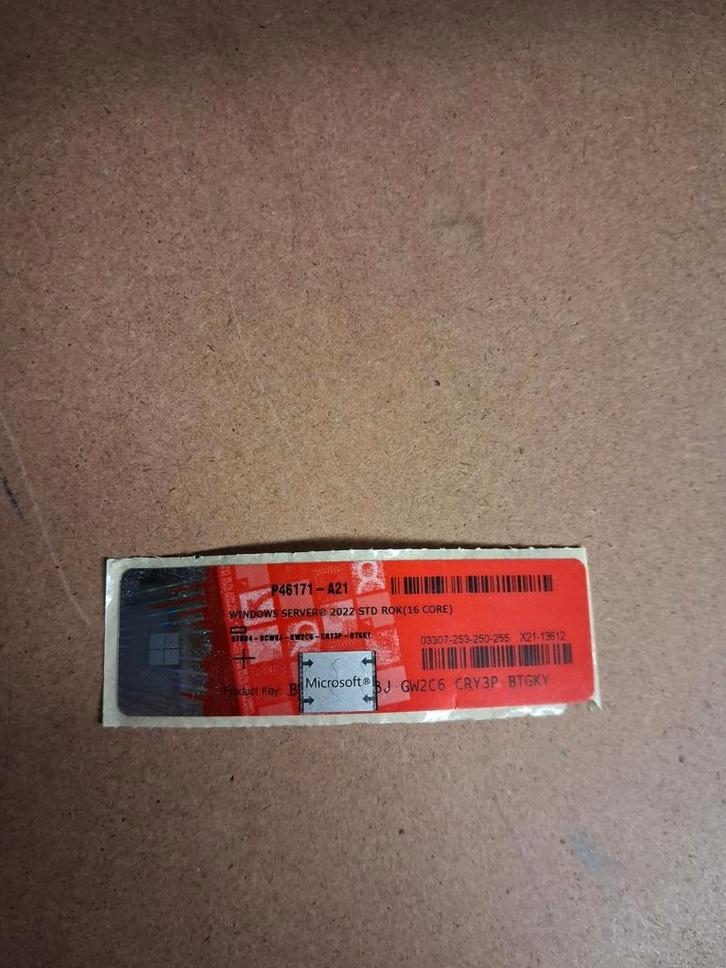 P46171-A21
WINDOWS SERVER® 2022 STD ROK(16 CORE)
03307-253-250-255 X21-13612
Product Key: GW2C6 CRY3P BTGKY
Microsoft®